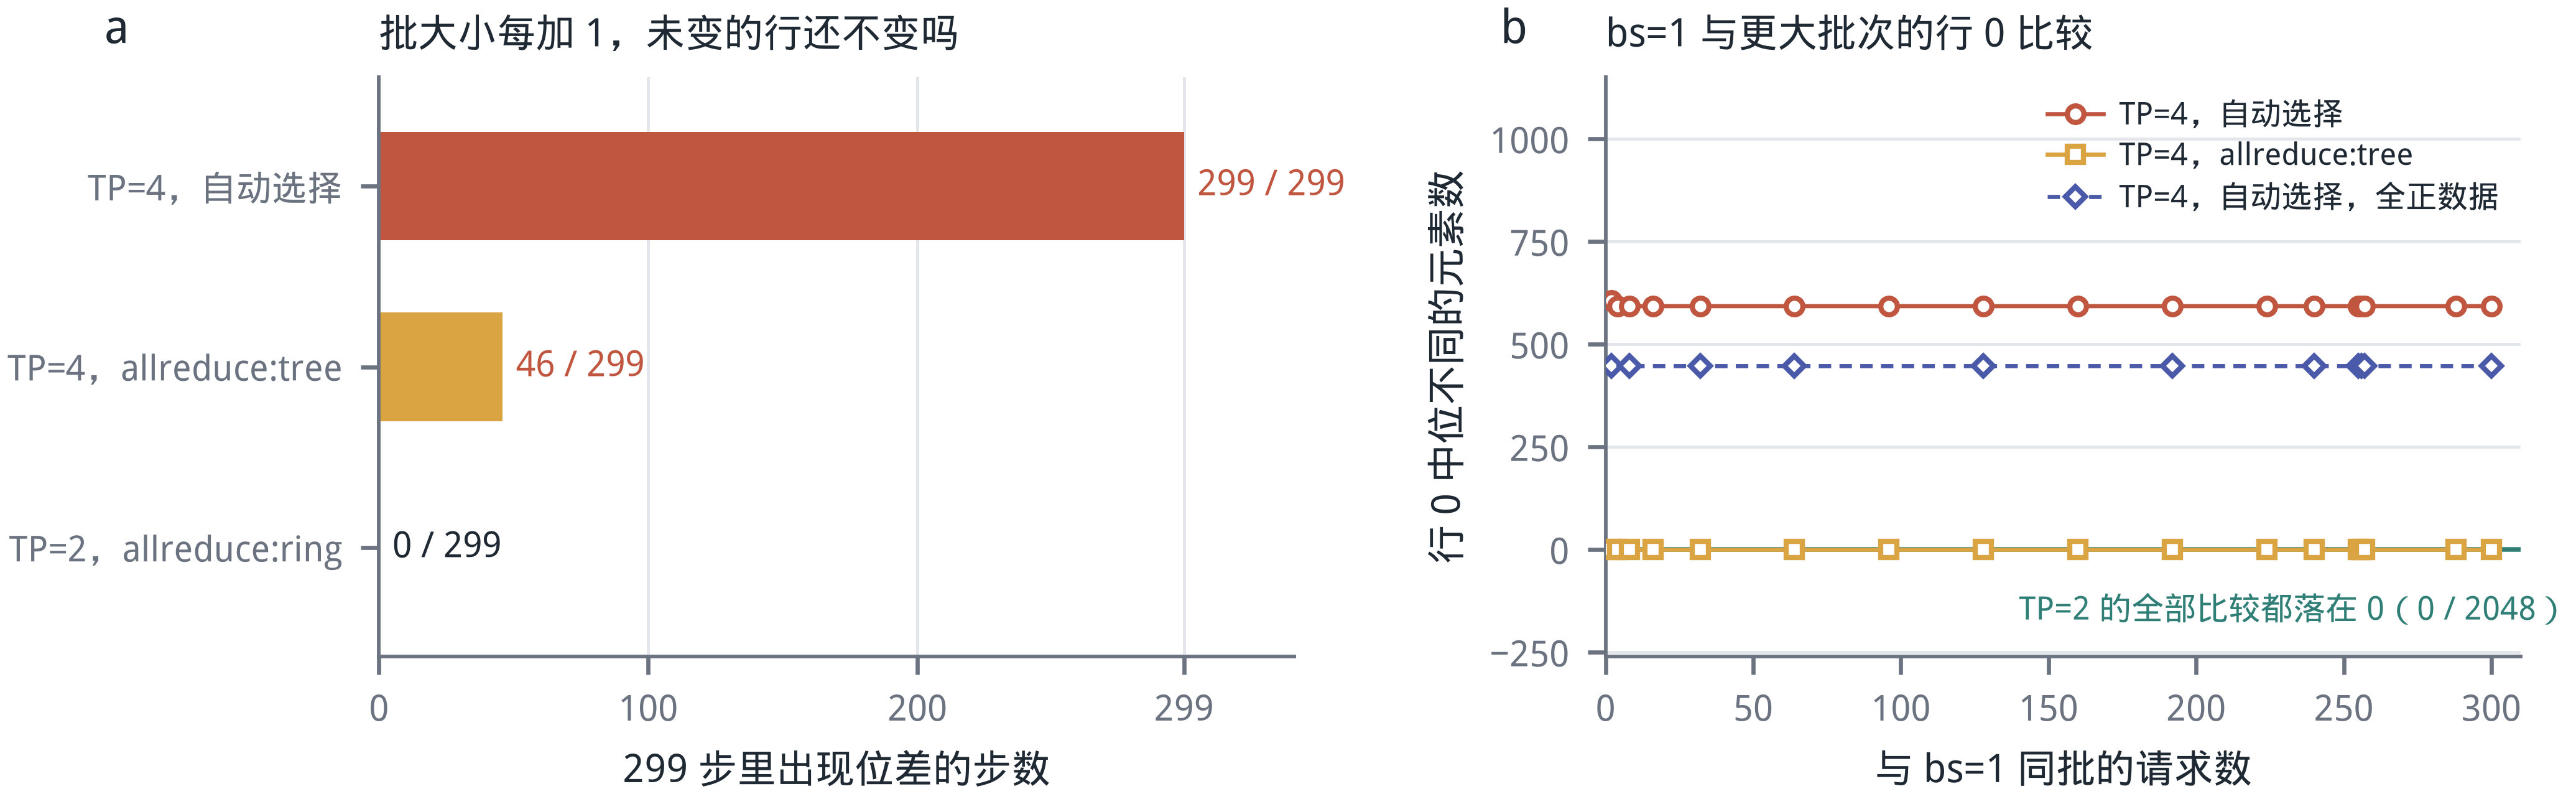 a
批大小每加 1，未变的行还不变吗
TP=4，自动选择
299 / 299
TP=4，allreduce:tree
46 / 299
TP=2，allreduce:ring
0 / 299
0
100
200
299
299 步里出现位差的步数
b
bs=1 与更大批次的行 0 比较
TP=4，自动选择
TP=4，allreduce:tree
TP=4，自动选择，全正数据
行 0 中位不同的元素数
1000
750
500
250
0
−250
TP=2 的全部比较都落在 0（0 / 2048）
0
50
100
150
200
250
300
与 bs=1 同批的请求数